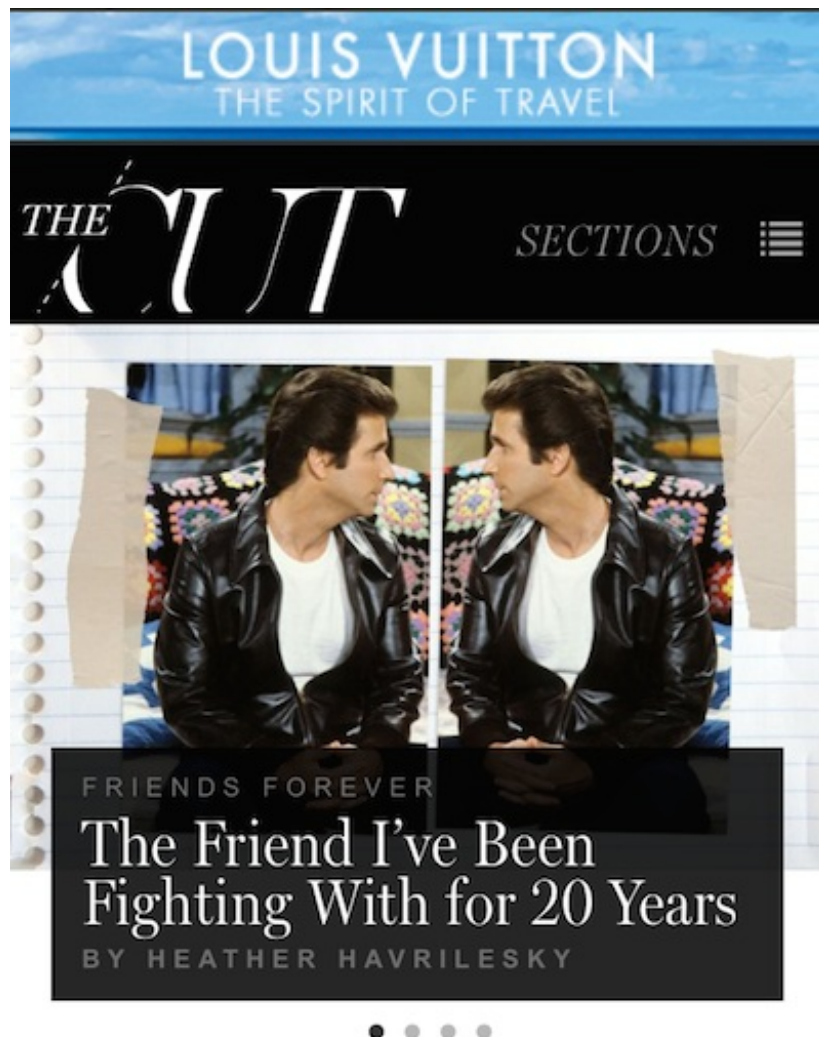 LOUIS VUITTON
THE SPIRIT OF TRAVEL
THE CUT
SECTIONS
FRIENDS FOREVER
The Friend I've Been
Fighting With for 20 Years
BY HEATHER HAVRILESKY